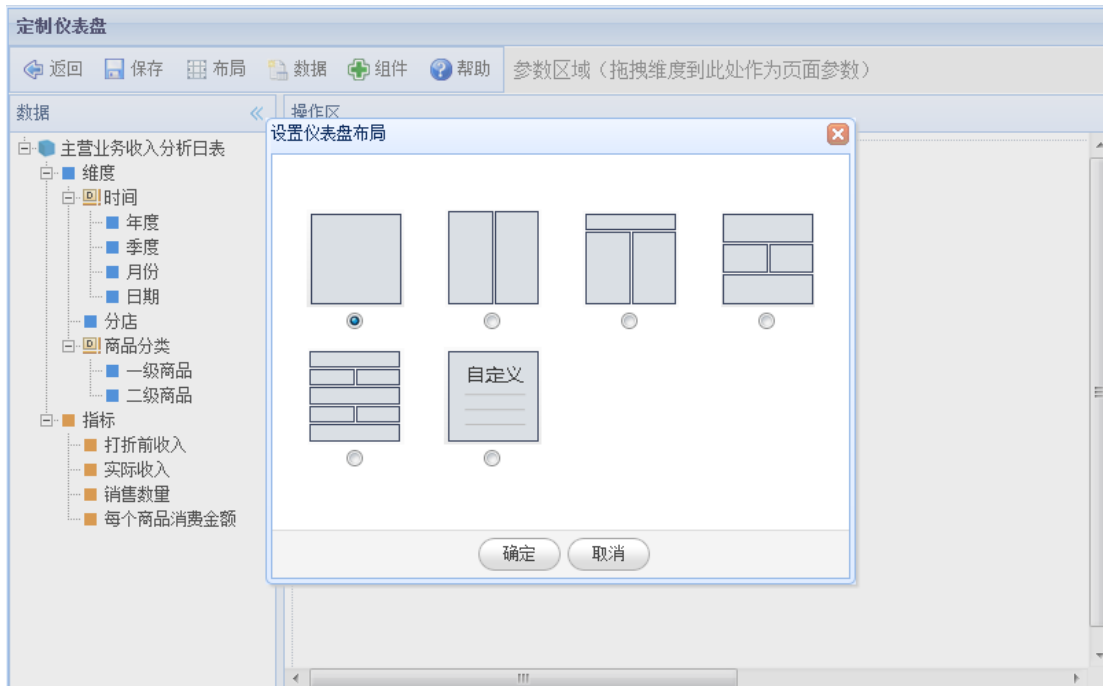 定制仪表盘
返回 保存 布局 数据 组件 帮助 参数区域（拖拽维度到此处作为页面参数）
数据 操作区
设置仪表盘布局
主营业务收入分析日表
维度
时间
年度
季度
月份
日期
分店
商品分类
一级商品
二级商品
指标
打折前收入
实际收入
销售数量
每个商品消费金额
自定义
确定 取消